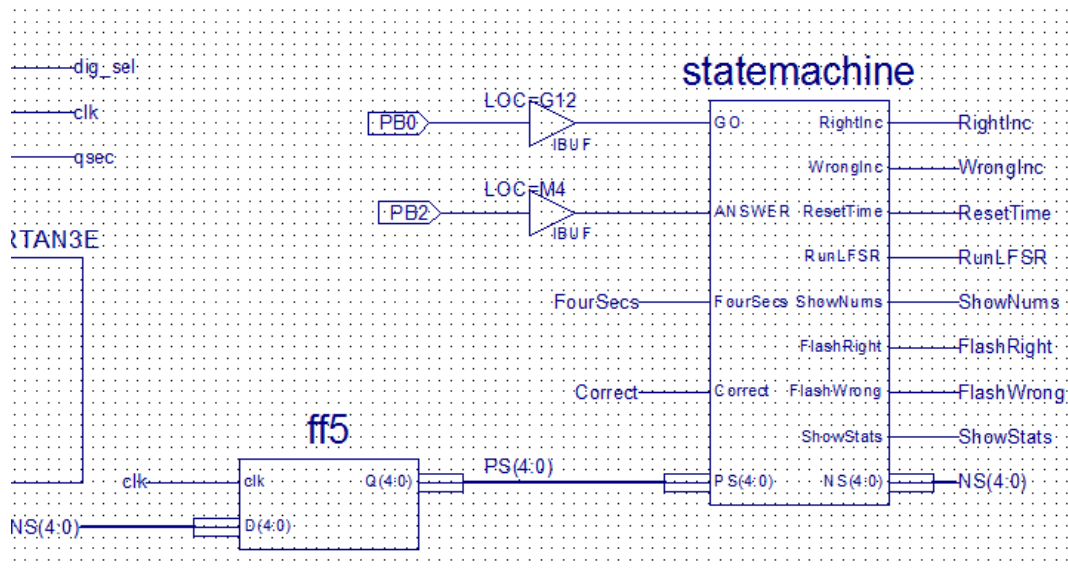 dig_sel
clk
qsec
RTAN3E
statemachine
LOC=G12
PB0
IBUF
GO
RightInc
RightInc
WrongInc
WrongInc
LOC=M4
PB2
IBUF
ANSWER
ResetTime
ResetTime
RunLFSR
RunLFSR
FourSecs
FourSecs
ShowNums
ShowNums
FlashRight
FlashRight
Correct
Correct
FlashWrong
FlashWrong
ShowStats
ShowStats
ff5
clk
clk
Q(4:0)
PS(4:0)
PS(4:0)
NS(4:0)
NS(4:0)
NS(4:0)
D(4:0)